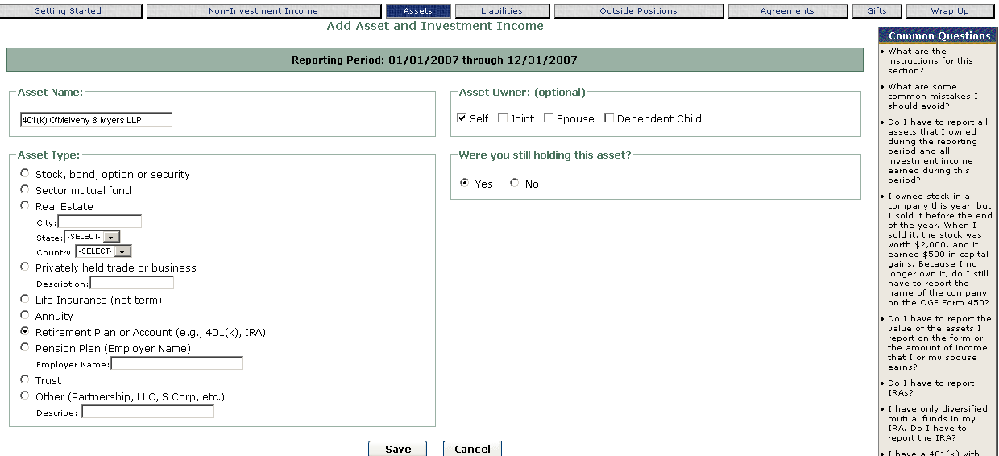 Getting Started
Non-Investment Income
Assets
Liabilities
Outside Positions
Agreements
Gifts
Wrap Up
Add Asset and Investment Income
Reporting Period: 01/01/2007 through 12/31/2007
Asset Name:
401(k) O'Melveny & Myers LLP
Asset Owner: (optional)
Self
Joint
Spouse
Dependent Child
Asset Type:
Stock, bond, option or security
Sector mutual fund
Real Estate
City:
State: -SELECT-
Country: -SELECT-
Privately held trade or business
Description:
Life Insurance (not term)
Annuity
Retirement Plan or Account (e.g., 401(k), IRA)
Pension Plan (Employer Name)
Employer Name:
Trust
Other (Partnership, LLC, S Corp, etc.)
Describe:
Were you still holding this asset?
Yes
No
Save
Cancel
Common Questions
• What are the
instructions for this
section?
• What are some
common mistakes I
should avoid?
• Do I have to report all
assets that I owned
during the reporting
period and all
investment income
earned during this
period?
• I owned stock in a
company this year, but
I sold it before the end
of the year. When I
sold it, the stock was
worth $2,000, and it
earned $500 in capital
gains. Because I no
longer own it, do I still
have to report the
name of the company
on the OGE Form 450?
• Do I have to report the
value of the assets I
report on the form or
the amount of income
that I or my spouse
earns?
• Do I have to report
IRAs?
• I have only diversified
mutual funds in my
IRA. Do I have to
report the IRA?
• I have a 401(k) with